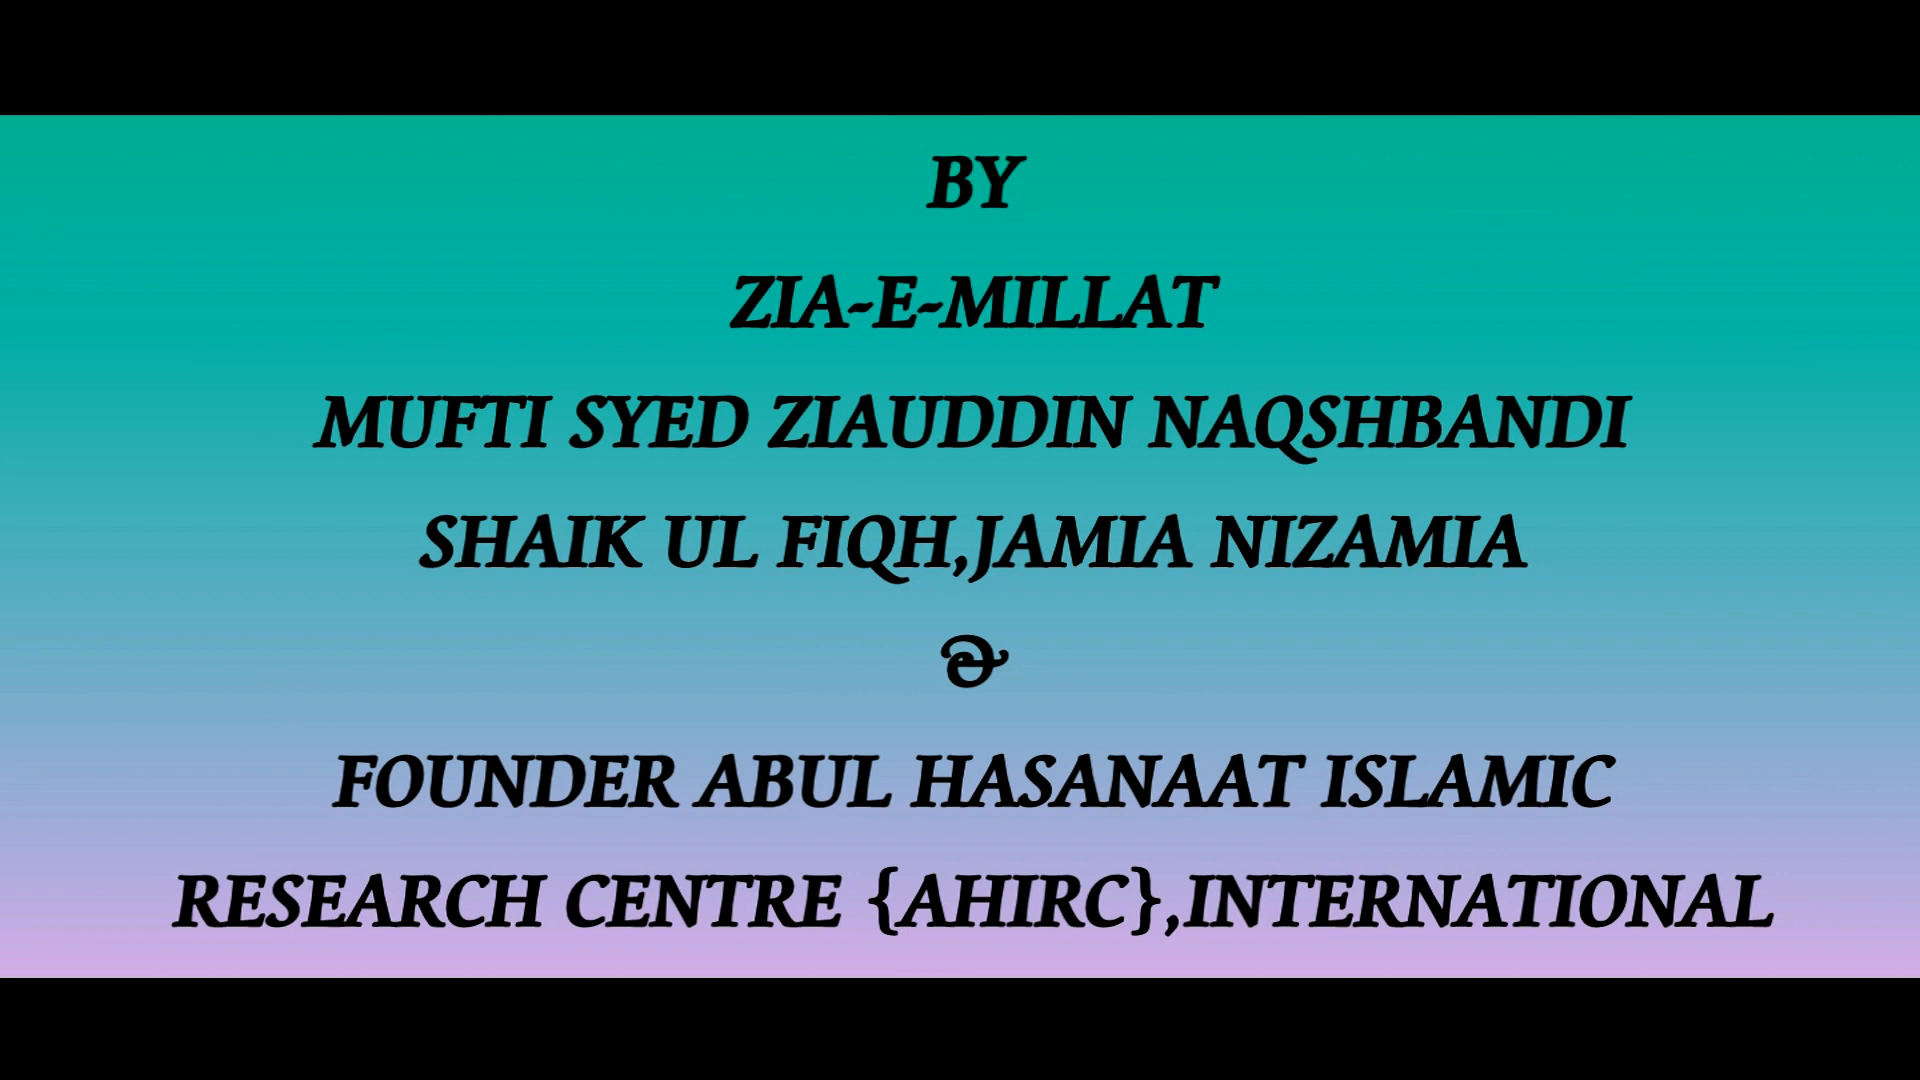 BY
ZIA-E-MILLAT
MUFTI SYED ZIAUDDIN NAQSHBANDI
SHAIK UL FIQH,JAMIA NIZAMIA
&
FOUNDER ABUL HASANAAT ISLAMIC
RESEARCH CENTRE {AHIRC},INTERNATIONAL